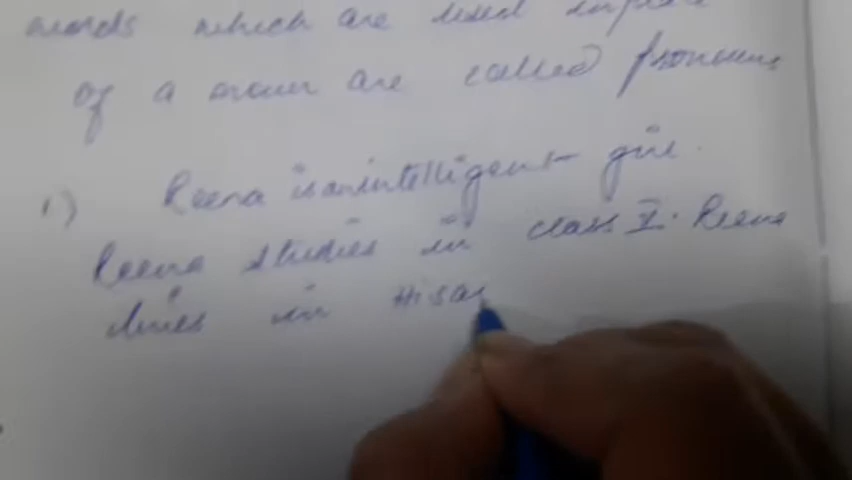 words which are used inplace
of a noun are called pronouns
1) Reena is an intelligent girl.
Reena studies in class V. Reena
lives in Hisar